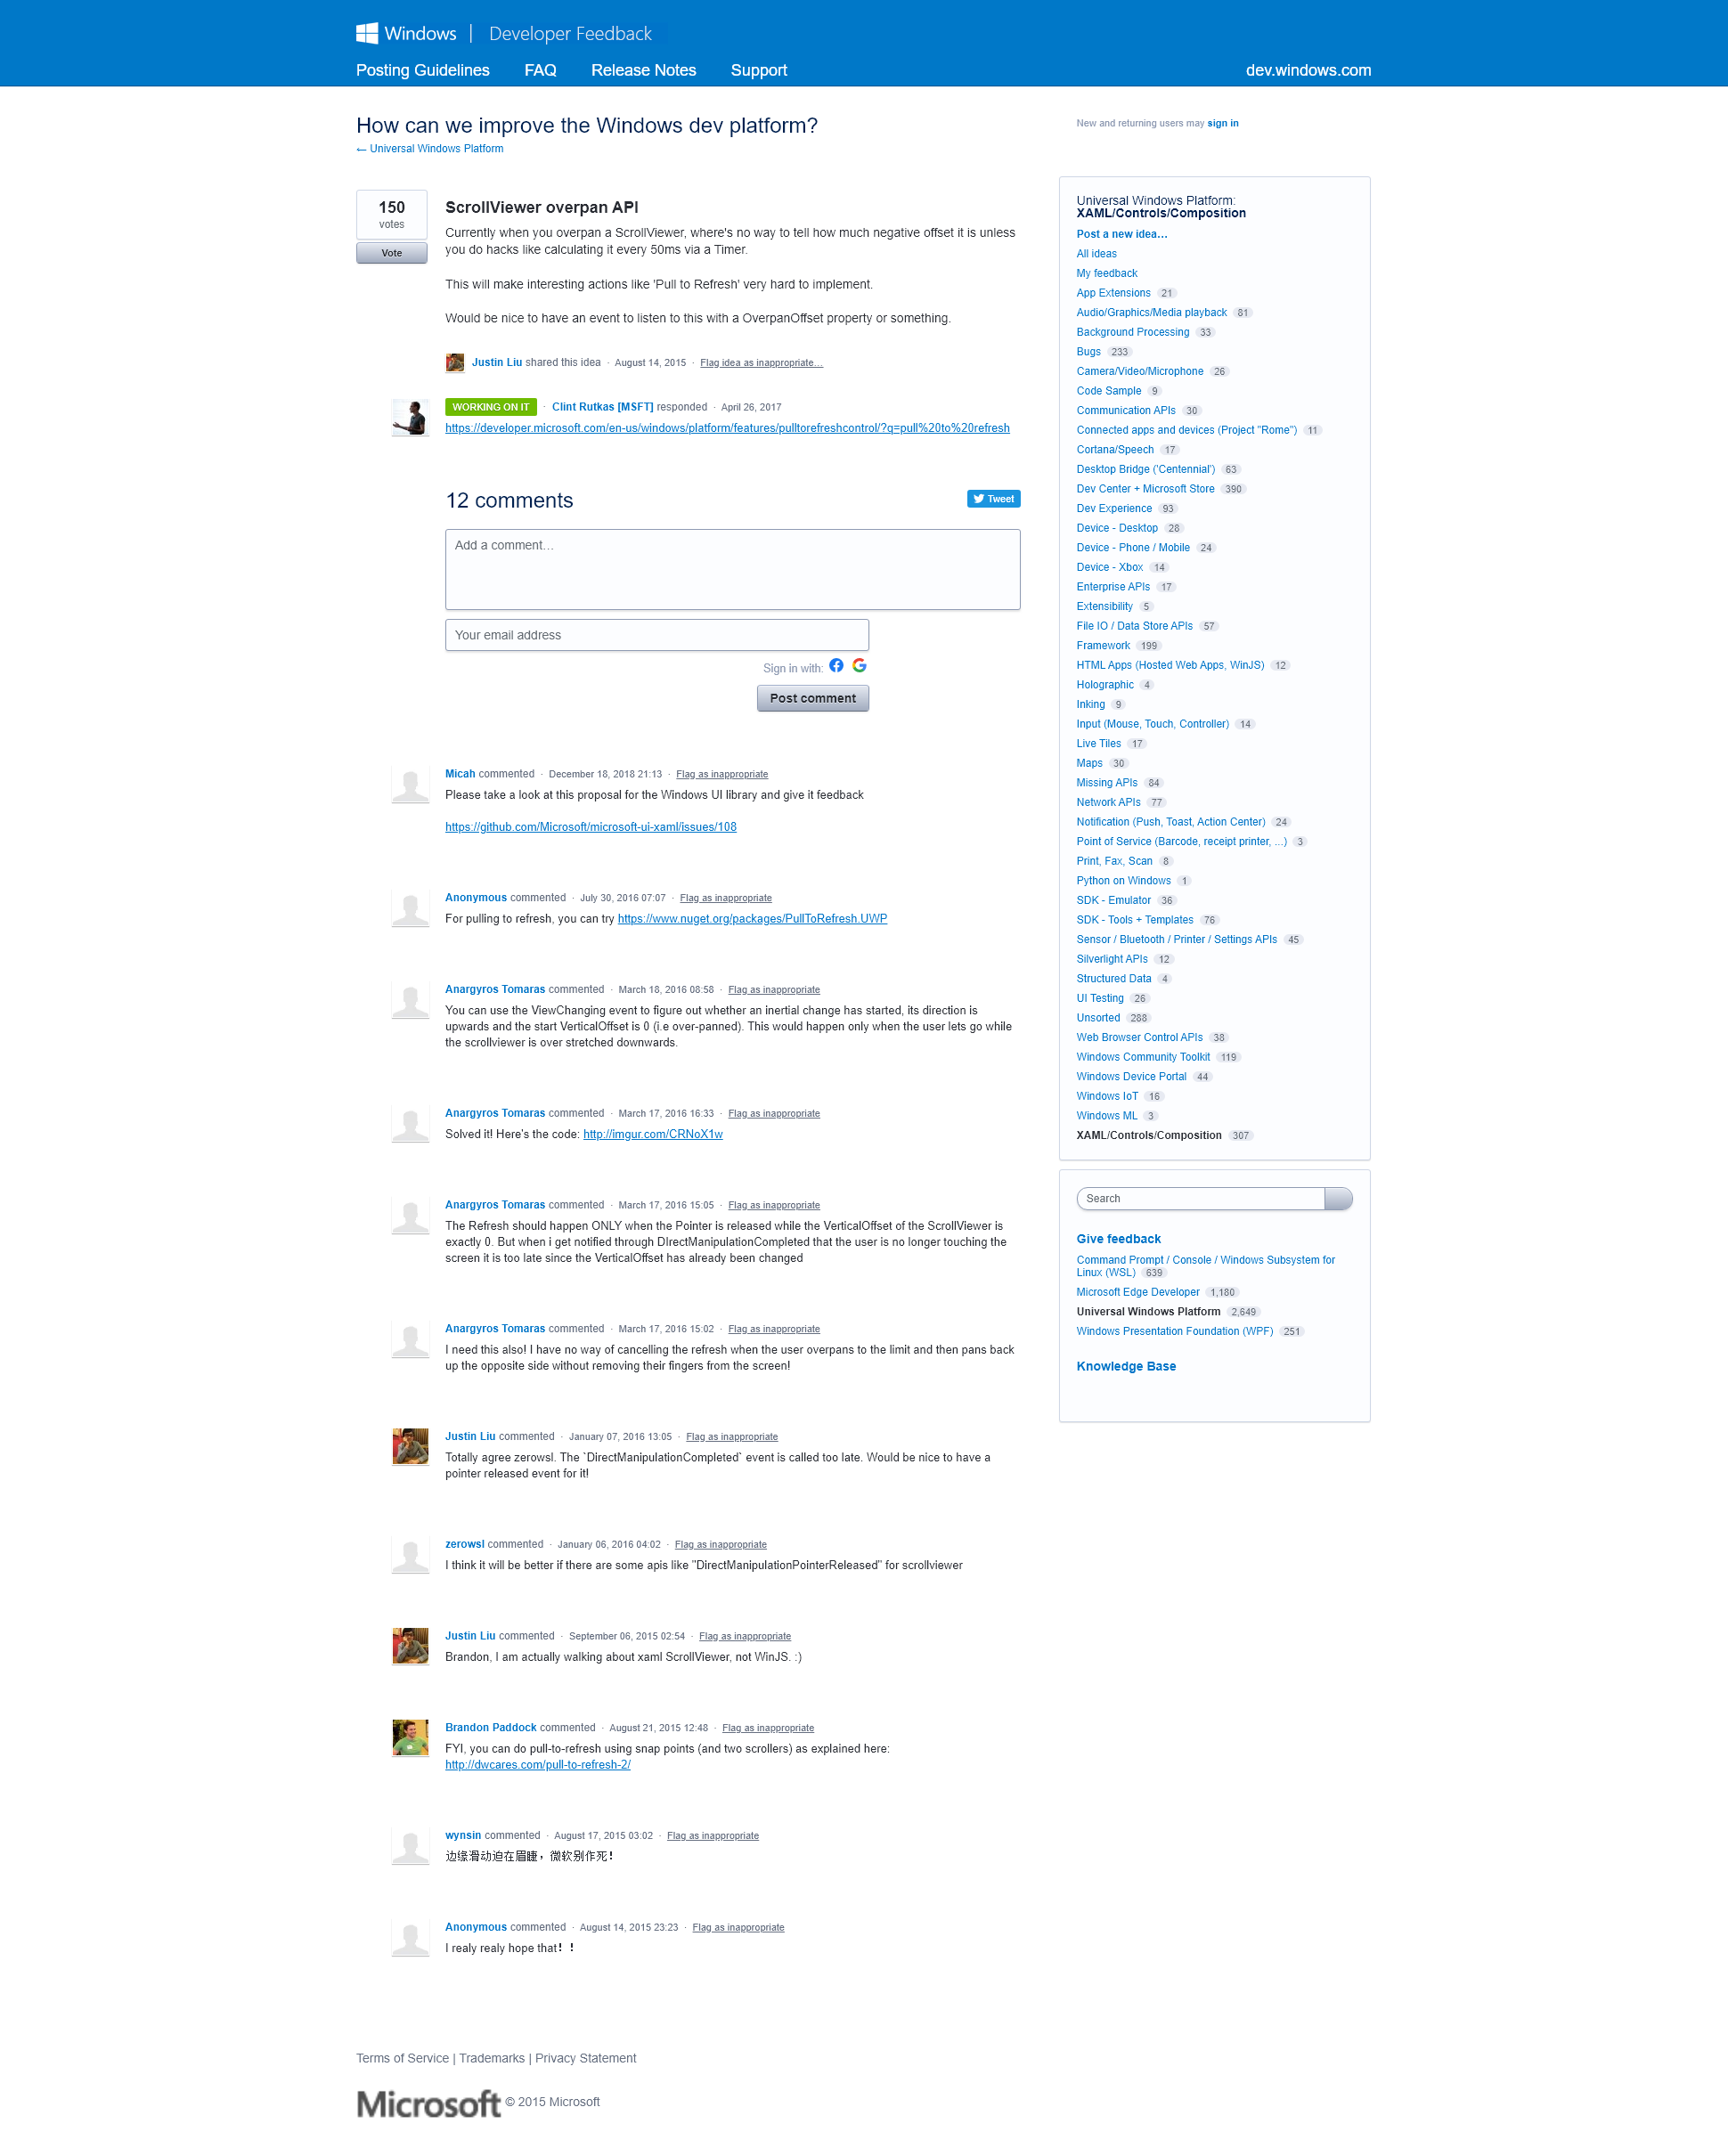 Windows | Developer Feedback
Posting Guidelines FAQ Release Notes Support dev.windows.com
How can we improve the Windows dev platform?
← Universal Windows Platform
New and returning users may sign in
150
votes
Vote
ScrollViewer overpan API
Currently when you overpan a ScrollViewer, where's no way to tell how much negative offset it is unless
you do hacks like calculating it every 50ms via a Timer.
This will make interesting actions like 'Pull to Refresh' very hard to implement.
Would be nice to have an event to listen to this with a OverpanOffset property or something.
Justin Liu shared this idea · August 14, 2015 · Flag idea as inappropriate…
WORKING ON IT · Clint Rutkas [MSFT] responded · April 26, 2017
https://developer.microsoft.com/en-us/windows/platform/features/pulltorefreshcontrol/?q=pull%20to%20refresh
12 comments
Tweet
Add a comment…
Your email address
Sign in with:
Post comment
Micah commented · December 18, 2018 21:13 · Flag as inappropriate
Please take a look at this proposal for the Windows UI library and give it feedback
https://github.com/Microsoft/microsoft-ui-xaml/issues/108
Anonymous commented · July 30, 2016 07:07 · Flag as inappropriate
For pulling to refresh, you can try https://www.nuget.org/packages/PullToRefresh.UWP
Anargyros Tomaras commented · March 18, 2016 08:58 · Flag as inappropriate
You can use the ViewChanging event to figure out whether an inertial change had started, its direction is
upwards and the start VerticalOffset is 0 (i.e over-panned). This would happen only when the user lets go while
the scrollviewer is over stretched downwards.
Anargyros Tomaras commented · March 17, 2016 16:33 · Flag as inappropriate
Solved it! Here's the code: http://imgur.com/CRNoX1w
Anargyros Tomaras commented · March 17, 2016 15:05 · Flag as inappropriate
The Refresh should happen ONLY when the Pointer is released while the VerticalOffset of the ScrollViewer is
exactly 0. But when i get notified through DIrectManipulationCompleted that the user is no longer touching the
screen it is too late since the VerticalOffset has already been changed
Anargyros Tomaras commented · March 17, 2016 15:02 · Flag as inappropriate
I need this also! I have no way of cancelling the refresh when the user overpans to the limit and then pans back
up the opposite side without removing their fingers from the screen!
Justin Liu commented · January 07, 2016 13:05 · Flag as inappropriate
Totally agree zerowsl. The `DirectManipulationCompleted` event is called too late. Would be nice to have a
pointer released event for it!
zerowsl commented · January 06, 2016 04:02 · Flag as inappropriate
I think it will be better if there are some apis like "DirectManipulationPointerReleased" for scrollviewer
Justin Liu commented · September 06, 2015 02:54 · Flag as inappropriate
Brandon, I am actually walking about xaml ScrollViewer, not WinJS. :)
Brandon Paddock commented · August 21, 2015 12:48 · Flag as inappropriate
FYI, you can do pull-to-refresh using snap points (and two scrollers) as explained here:
http://dwcares.com/pull-to-refresh-2/
wynsin commented · August 17, 2015 03:02 · Flag as inappropriate
边缘滑动迫在眉睫，微软别作死！
Anonymous commented · August 14, 2015 23:23 · Flag as inappropriate
I realy realy hope that！！
Universal Windows Platform:
XAML/Controls/Composition
Post a new idea…
All ideas
My feedback
App Extensions 21
Audio/Graphics/Media playback 81
Background Processing 33
Bugs 233
Camera/Video/Microphone 26
Code Sample 9
Communication APIs 30
Connected apps and devices (Project "Rome") 11
Cortana/Speech 17
Desktop Bridge ('Centennial') 63
Dev Center + Microsoft Store 390
Dev Experience 93
Device - Desktop 28
Device - Phone / Mobile 24
Device - Xbox 14
Enterprise APIs 17
Extensibility 5
File IO / Data Store APIs 57
Framework 199
HTML Apps (Hosted Web Apps, WinJS) 12
Holographic 4
Inking 9
Input (Mouse, Touch, Controller) 14
Live Tiles 17
Maps 30
Missing APIs 84
Network APIs 77
Notification (Push, Toast, Action Center) 24
Point of Service (Barcode, receipt printer, ...) 3
Print, Fax, Scan 8
Python on Windows 1
SDK - Emulator 36
SDK - Tools + Templates 76
Sensor / Bluetooth / Printer / Settings APIs 45
Silverlight APIs 12
Structured Data 4
UI Testing 26
Unsorted 288
Web Browser Control APIs 38
Windows Community Toolkit 119
Windows Device Portal 44
Windows IoT 16
Windows ML 3
XAML/Controls/Composition 307
Search
Give feedback
Command Prompt / Console / Windows Subsystem for
Linux (WSL) 639
Microsoft Edge Developer 1,180
Universal Windows Platform 2,649
Windows Presentation Foundation (WPF) 251
Knowledge Base
Terms of Service | Trademarks | Privacy Statement
Microsoft © 2015 Microsoft